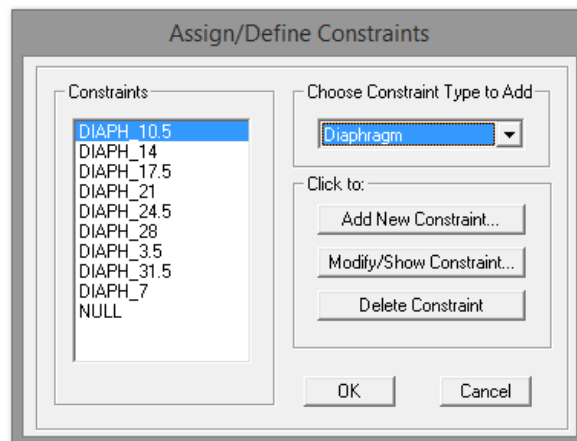 Assign/Define Constraints
Constraints
DIAPH_10.5
DIAPH_14
DIAPH_17.5
DIAPH_21
DIAPH_24.5
DIAPH_28
DIAPH_3.5
DIAPH_31.5
DIAPH_7
NULL
Choose Constraint Type to Add
Diaphragm
Click to:
Add New Constraint...
Modify/Show Constraint...
Delete Constraint
OK
Cancel